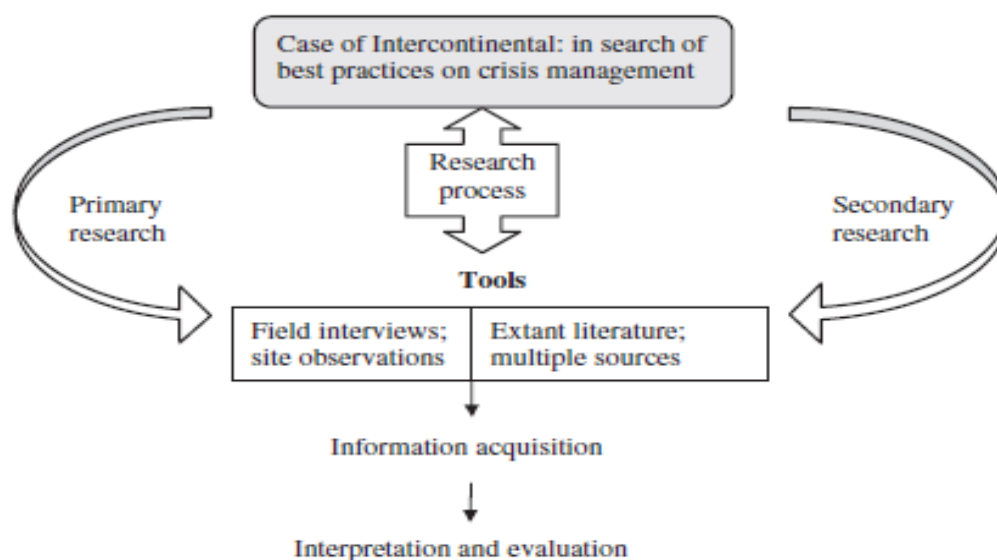 Case of Intercontinental: in search of
best practices on crisis management
Research
process
Primary
research
Secondary
research
Tools
Field interviews;
site observations
Extant literature;
multiple sources
Information acquisition
Interpretation and evaluation